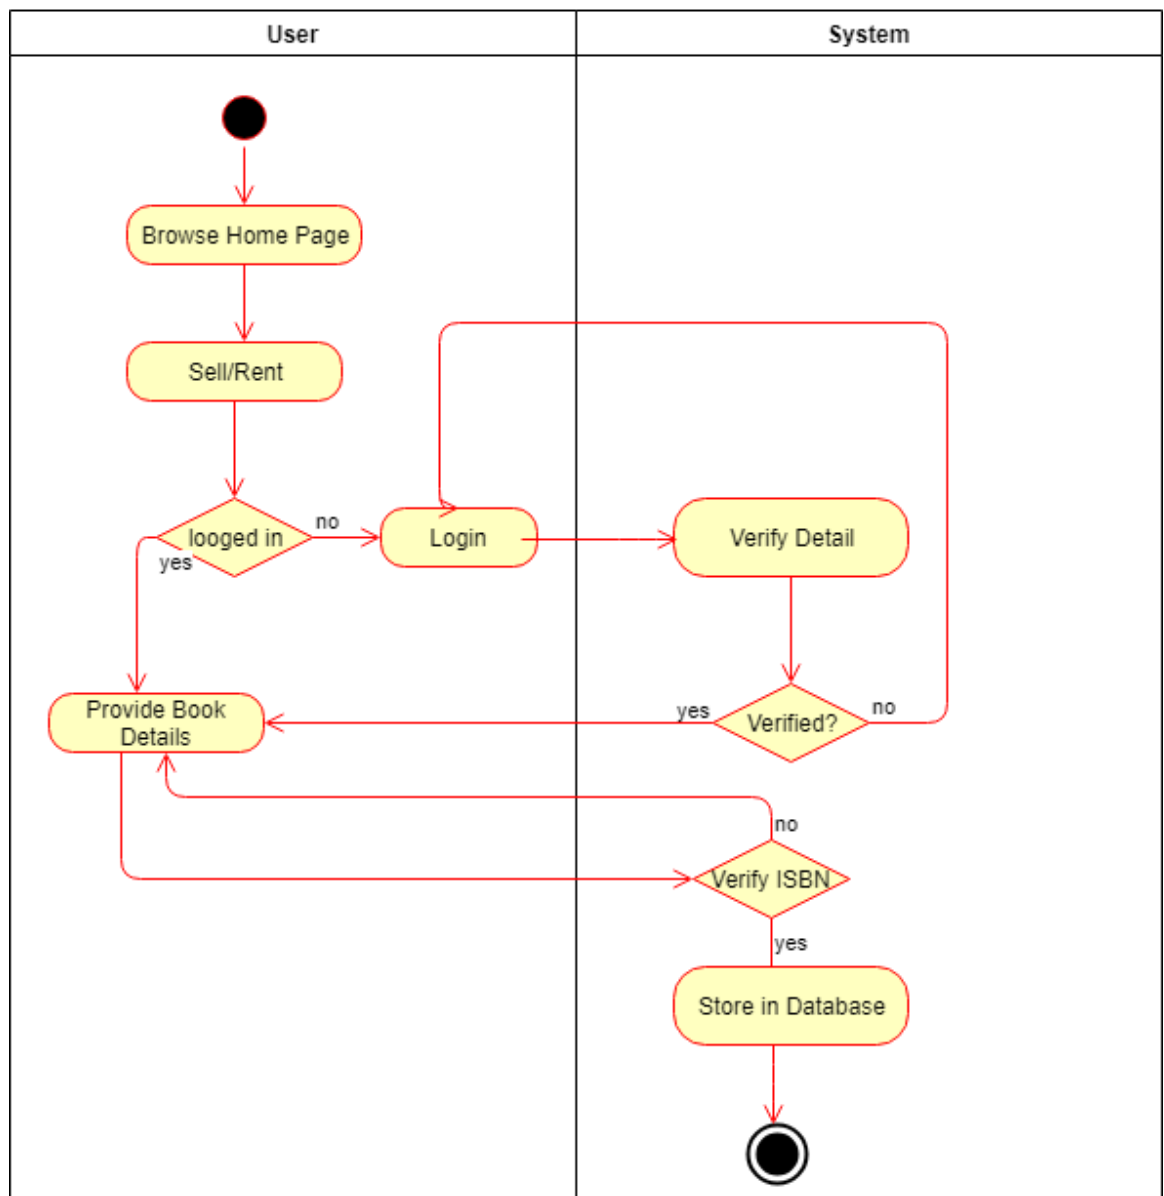 User
System
Browse Home Page
Sell/Rent
looged in
no
yes
Login
Verify Detail
Provide Book
Details
yes
Verified?
no
no
Verify ISBN
yes
Store in Database